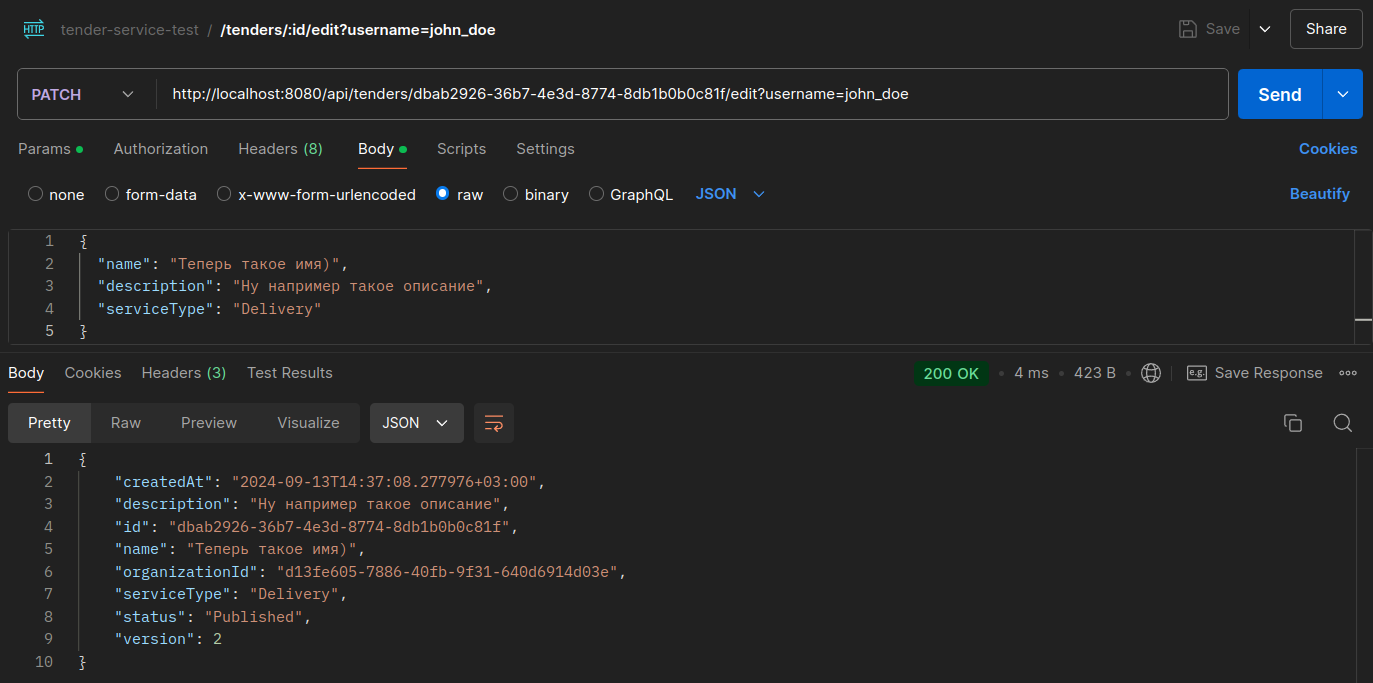 HTTP tender-service-test / /tenders/:id/edit?username=john_doe Save Share
PATCH http://localhost:8080/api/tenders/dbab2926-36b7-4e3d-8774-8db1b0b0c81f/edit?username=john_doe Send
Params Authorization Headers (8) Body Scripts Settings Cookies
none form-data x-www-form-urlencoded raw binary GraphQL JSON Beautify
1 {
2 "name": "Теперь такое имя)",
3 "description": "Ну например такое описание",
4 "serviceType": "Delivery"
5 }
Body Cookies Headers (3) Test Results 200 OK • 4 ms • 423 B • e.g. Save Response
Pretty Raw Preview Visualize JSON
1 {
2 "createdAt": "2024-09-13T14:37:08.277976+03:00",
3 "description": "Ну например такое описание",
4 "id": "dbab2926-36b7-4e3d-8774-8db1b0b0c81f",
5 "name": "Теперь такое имя)",
6 "organizationId": "d13fe605-7886-40fb-9f31-640d6914d03e",
7 "serviceType": "Delivery",
8 "status": "Published",
9 "version": 2
10 }